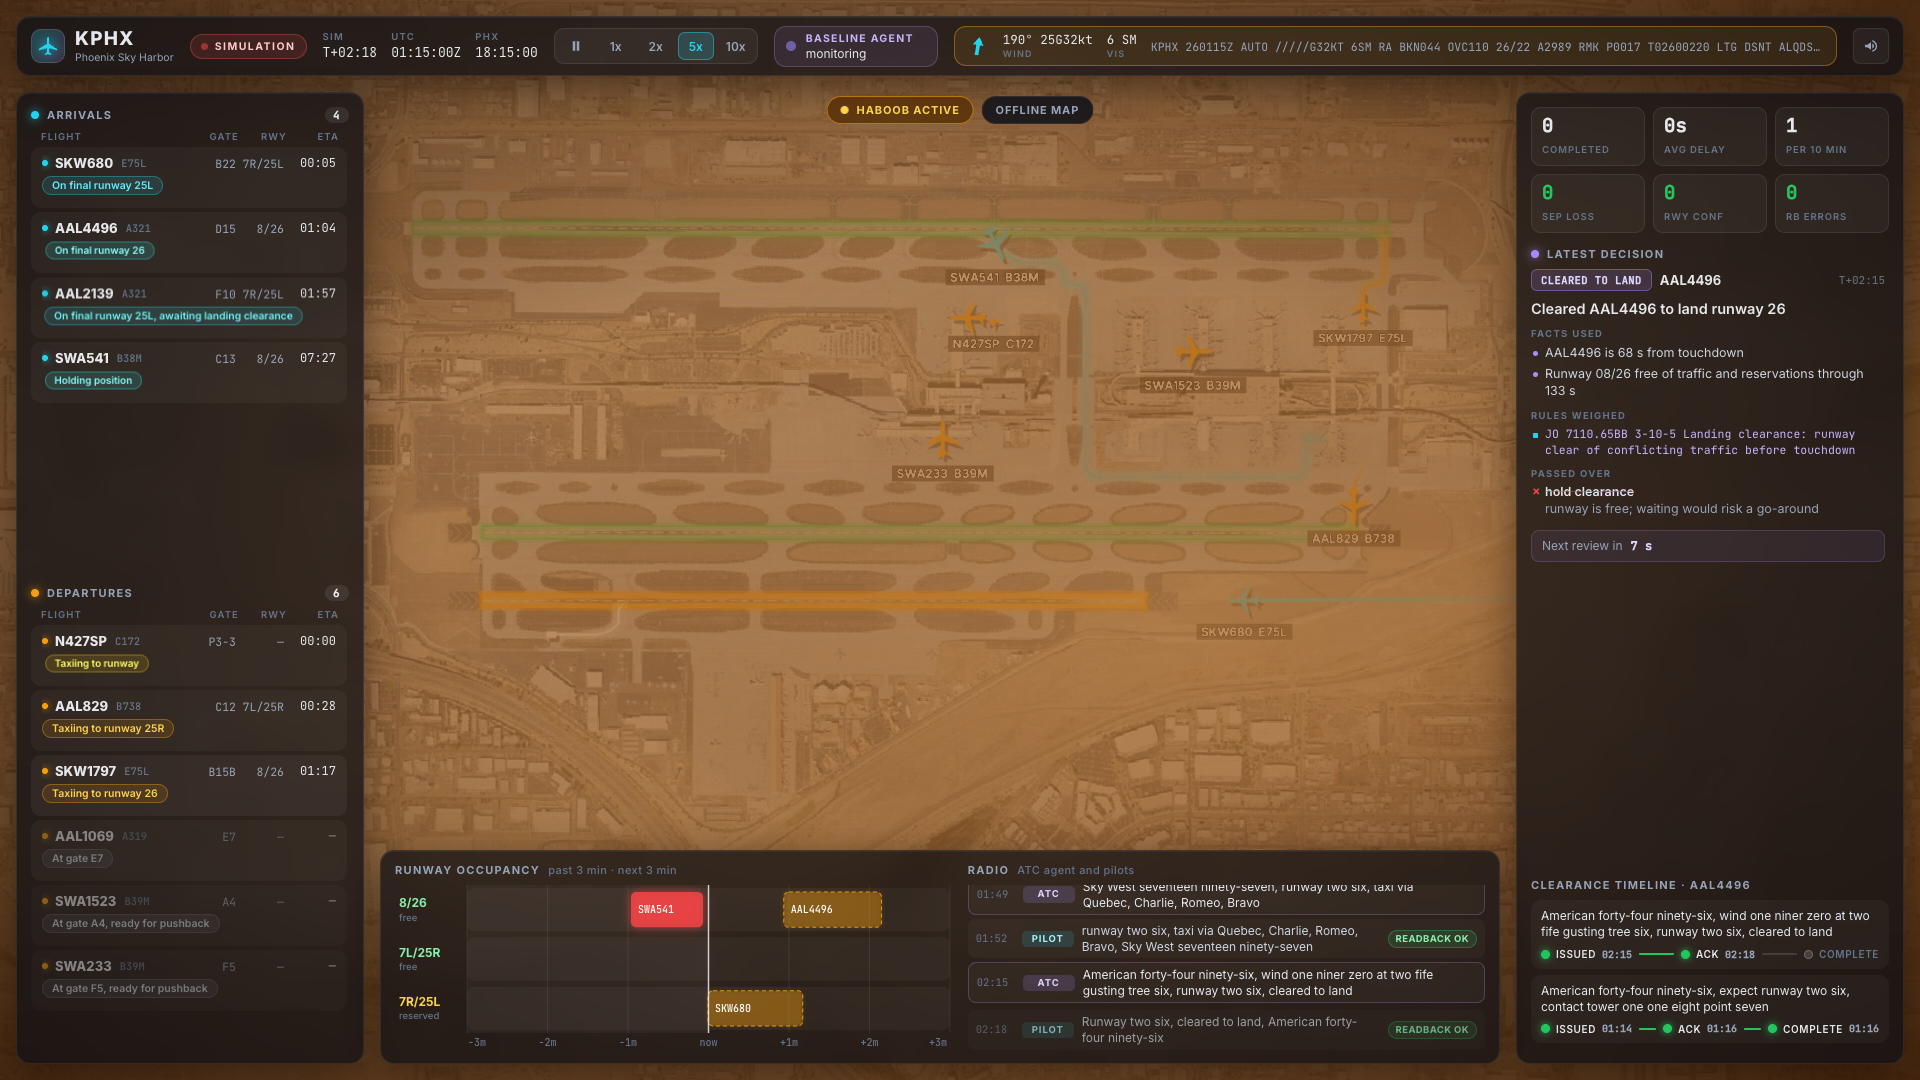 KPHX
Phoenix Sky Harbor
SIMULATION
SIM
T+02:18
UTC
01:15:00Z
PHX
18:15:00
1x
2x
5x
10x
BASELINE AGENT
monitoring
190° 25G32kt
WIND
6 SM
VIS
KPHX 260115Z AUTO /////G32KT 6SM RA BKN044 OVC110 26/22 A2989 RMK P0017 T02600220 LTG DSNT ALQDS…
ARRIVALS
4
FLIGHT GATE RWY ETA
SKW680 E75L B22 7R/25L 00:05
On final runway 25L
AAL4496 A321 D15 8/26 01:04
On final runway 26
AAL2139 A321 F10 7R/25L 01:57
On final runway 25L, awaiting landing clearance
SWA541 B38M C13 8/26 07:27
Holding position
DEPARTURES
6
FLIGHT GATE RWY ETA
N427SP C172 P3-3 — 00:00
Taxiing to runway
AAL829 B738 C12 7L/25R 00:28
Taxiing to runway 25R
SKW1797 E75L B15B 8/26 01:17
Taxiing to runway 26
AAL1069 A319 E7 — —
At gate E7
SWA1523 B39M A4 — —
At gate A4, ready for pushback
SWA233 B39M F5 — —
At gate F5, ready for pushback
HABOOB ACTIVE
OFFLINE MAP
SWA541 B38M
N427SP C172
SKW1797 E75L
SWA1523 B39M
SWA233 B39M
AAL829 B738
SKW680 E75L
RUNWAY OCCUPANCY past 3 min · next 3 min
8/26
free
SWA541
AAL4496
7L/25R
free
7R/25L
reserved
SKW680
-3m -2m -1m now +1m +2m +3m
RADIO ATC agent and pilots
01:49 ATC Sky West seventeen ninety-seven, runway two six, taxi via
Quebec, Charlie, Romeo, Bravo
01:52 PILOT runway two six, taxi via Quebec, Charlie, Romeo,
Bravo, Sky West seventeen ninety-seven
READBACK OK
02:15 ATC American forty-four ninety-six, wind one niner zero at two fife
gusting tree six, runway two six, cleared to land
02:18 PILOT Runway two six, cleared to land, American forty-
four ninety-six
READBACK OK
0
COMPLETED
0s
AVG DELAY
1
PER 10 MIN
0
SEP LOSS
0
RWY CONF
0
RB ERRORS
LATEST DECISION
CLEARED TO LAND AAL4496 T+02:15
Cleared AAL4496 to land runway 26
FACTS USED
AAL4496 is 68 s from touchdown
Runway 08/26 free of traffic and reservations through
133 s
RULES WEIGHED
JO 7110.65BB 3-10-5 Landing clearance: runway
clear of conflicting traffic before touchdown
PASSED OVER
× hold clearance
runway is free; waiting would risk a go-around
Next review in 7 s
CLEARANCE TIMELINE · AAL4496
American forty-four ninety-six, wind one niner zero at two
fife gusting tree six, runway two six, cleared to land
ISSUED 02:15 ACK 02:18 COMPLETE
American forty-four ninety-six, expect runway two six,
contact tower one one eight point seven
ISSUED 01:14 ACK 01:16 COMPLETE 01:16